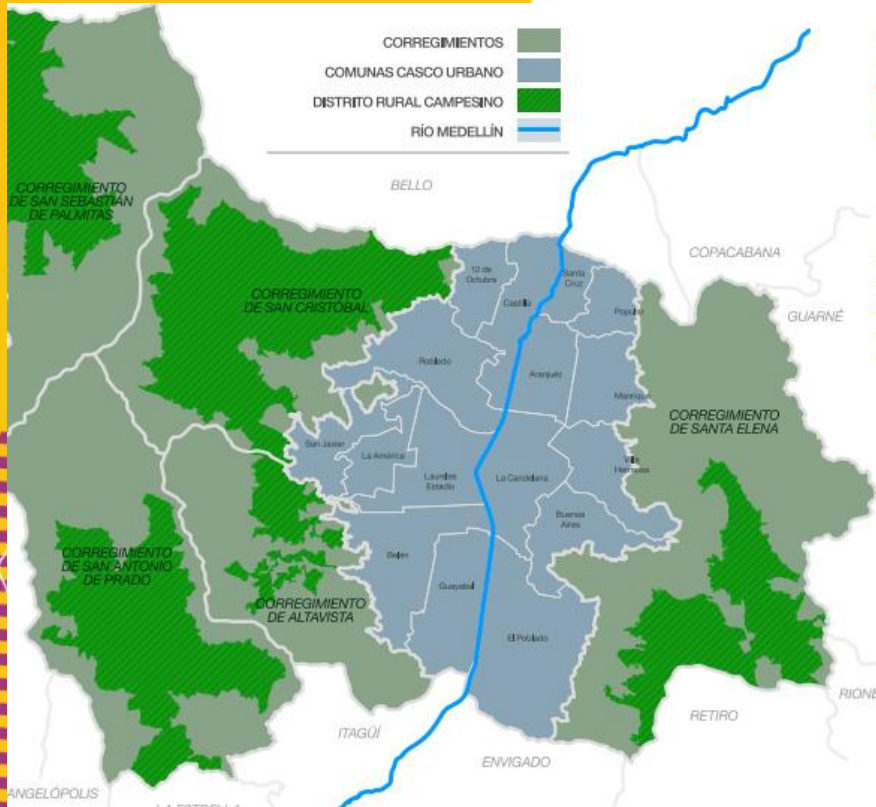 CORREGIMIENTOS
COMUNAS CASCO URBANO
DISTRITO RURAL CAMPESINO
RÍO MEDELLÍN
BELLO
CORREGIMIENTO
DE SAN SEBASTIÁN
DE PALMITAS
COPACABANA
GUARNÉ
12 de
Octubre
Santa
Cruz
Castilla
Popular
CORREGIMIENTO
DE SAN CRISTÓBAL
Robledo
Aranjuez
Manrique
CORREGIMIENTO
DE SANTA ELENA
San Javier
La América
Laureles
Estadio
La Candelaria
Villa
Hermosa
Buenos
Aires
CORREGIMIENTO
DE SAN ANTONIO
DE PRADO
Belén
Guayabal
CORREGIMIENTO
DE ALTAVISTA
El Poblado
RETIRO
ITAGÜÍ
ENVIGADO
ANGELÓPOLIS